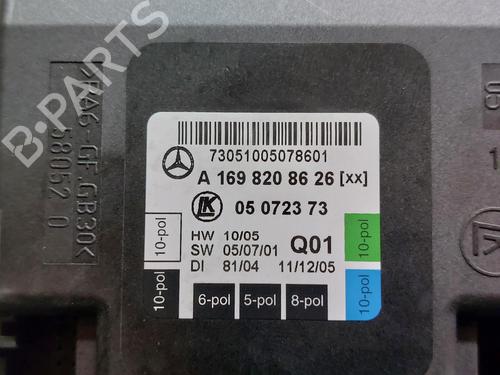 73051005078601
A 169 820 86 26 [xx]
LK
05 0723 73
HW 10/05
SW 05/07/01
DI 81/04 11/12/05
Q01
10-pol
10-pol
10-pol
10-pol
6-pol
5-pol
8-pol
>PA6-GF.GB30<
58052 0
B-PARTS